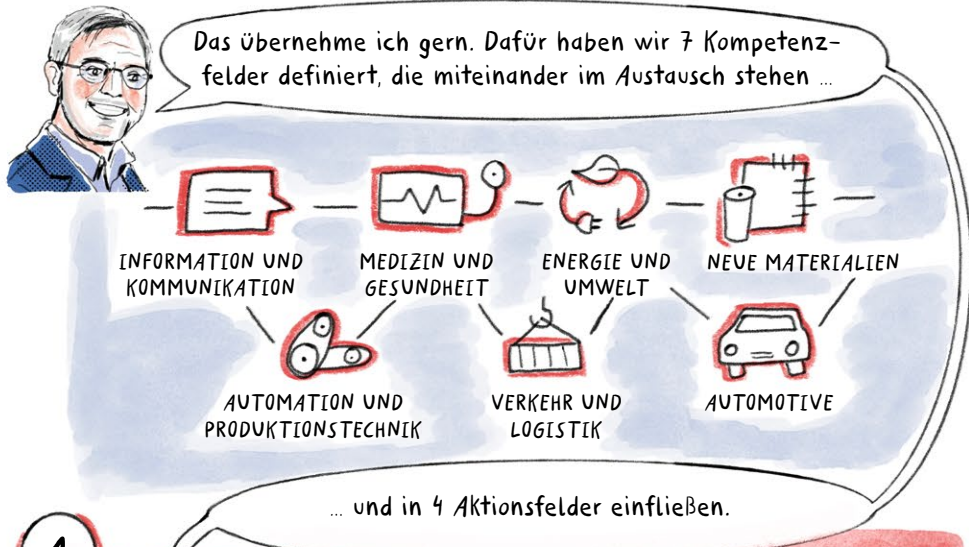 Das übernehme ich gern. Dafür haben wir 7 Kompetenz-
felder definiert, die miteinander im Austausch stehen ...
INFORMATION UND
KOMMUNIKATION
MEDIZIN UND
GESUNDHEIT
ENERGIE UND
UMWELT
NEUE MATERIALIEN
AUTOMATION UND
PRODUKTIONSTECHNIK
VERKEHR UND
LOGISTIK
AUTOMOTIVE
... und in 4 Aktionsfelder einfließen.